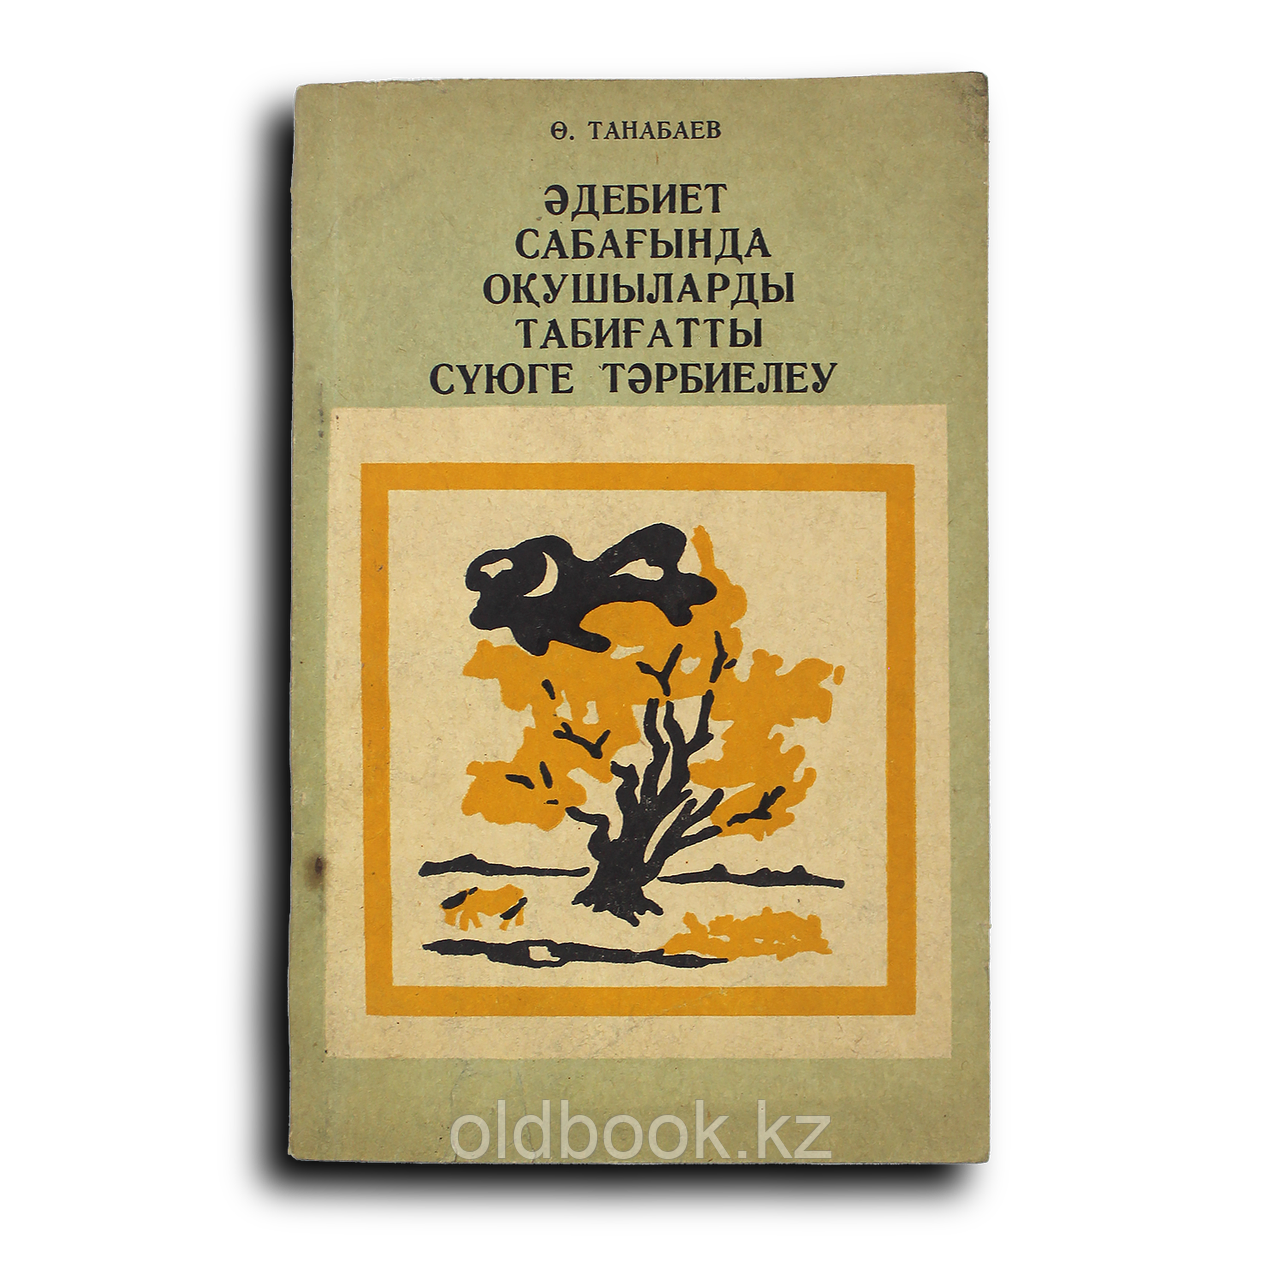 Ө. ТАНАБАЕВ
ӘДЕБИЕТ
САБАҒЫНДА
ОҚУШЫЛАРДЫ
ТАБИҒАТТЫ
СҮЮГЕ ТӘРБИЕЛЕУ
oldbook.kz